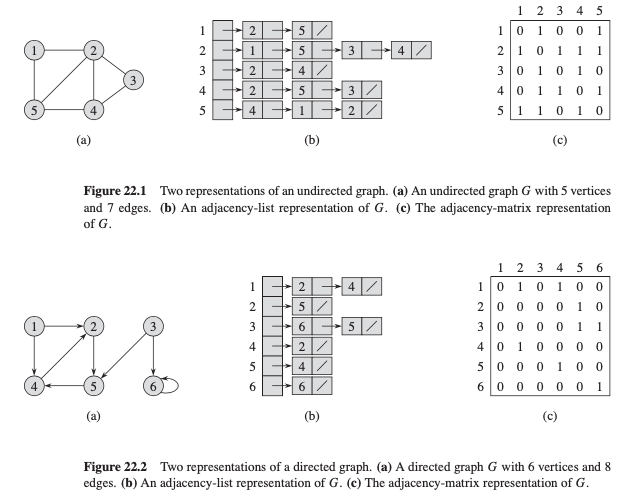 1 2 3 4 5
1 2 1 2 5 / 1 0 1 0 0 1
2 1 5 3 4 / 2 1 0 1 1 1
3 3 2 4 / 3 0 1 0 1 0
5 4 4 2 5 3 / 4 0 1 1 0 1
5 4 1 2 / 5 1 1 0 1 0
(a) (b) (c)
Figure 22.1 Two representations of an undirected graph. (a) An undirected graph G with 5 vertices
and 7 edges. (b) An adjacency-list representation of G. (c) The adjacency-matrix representation
of G.
1 2 3 4 5 6
1 2 4 / 1 0 1 0 1 0 0
2 5 / 2 0 0 0 0 1 0
1 2 3 3 6 5 / 3 0 0 0 0 1 1
4 2 / 4 0 1 0 0 0 0
4 5 6 5 4 / 5 0 0 0 1 0 0
6 6 / 6 0 0 0 0 0 1
(a) (b) (c)
Figure 22.2 Two representations of a directed graph. (a) A directed graph G with 6 vertices and 8
edges. (b) An adjacency-list representation of G. (c) The adjacency-matrix representation of G.